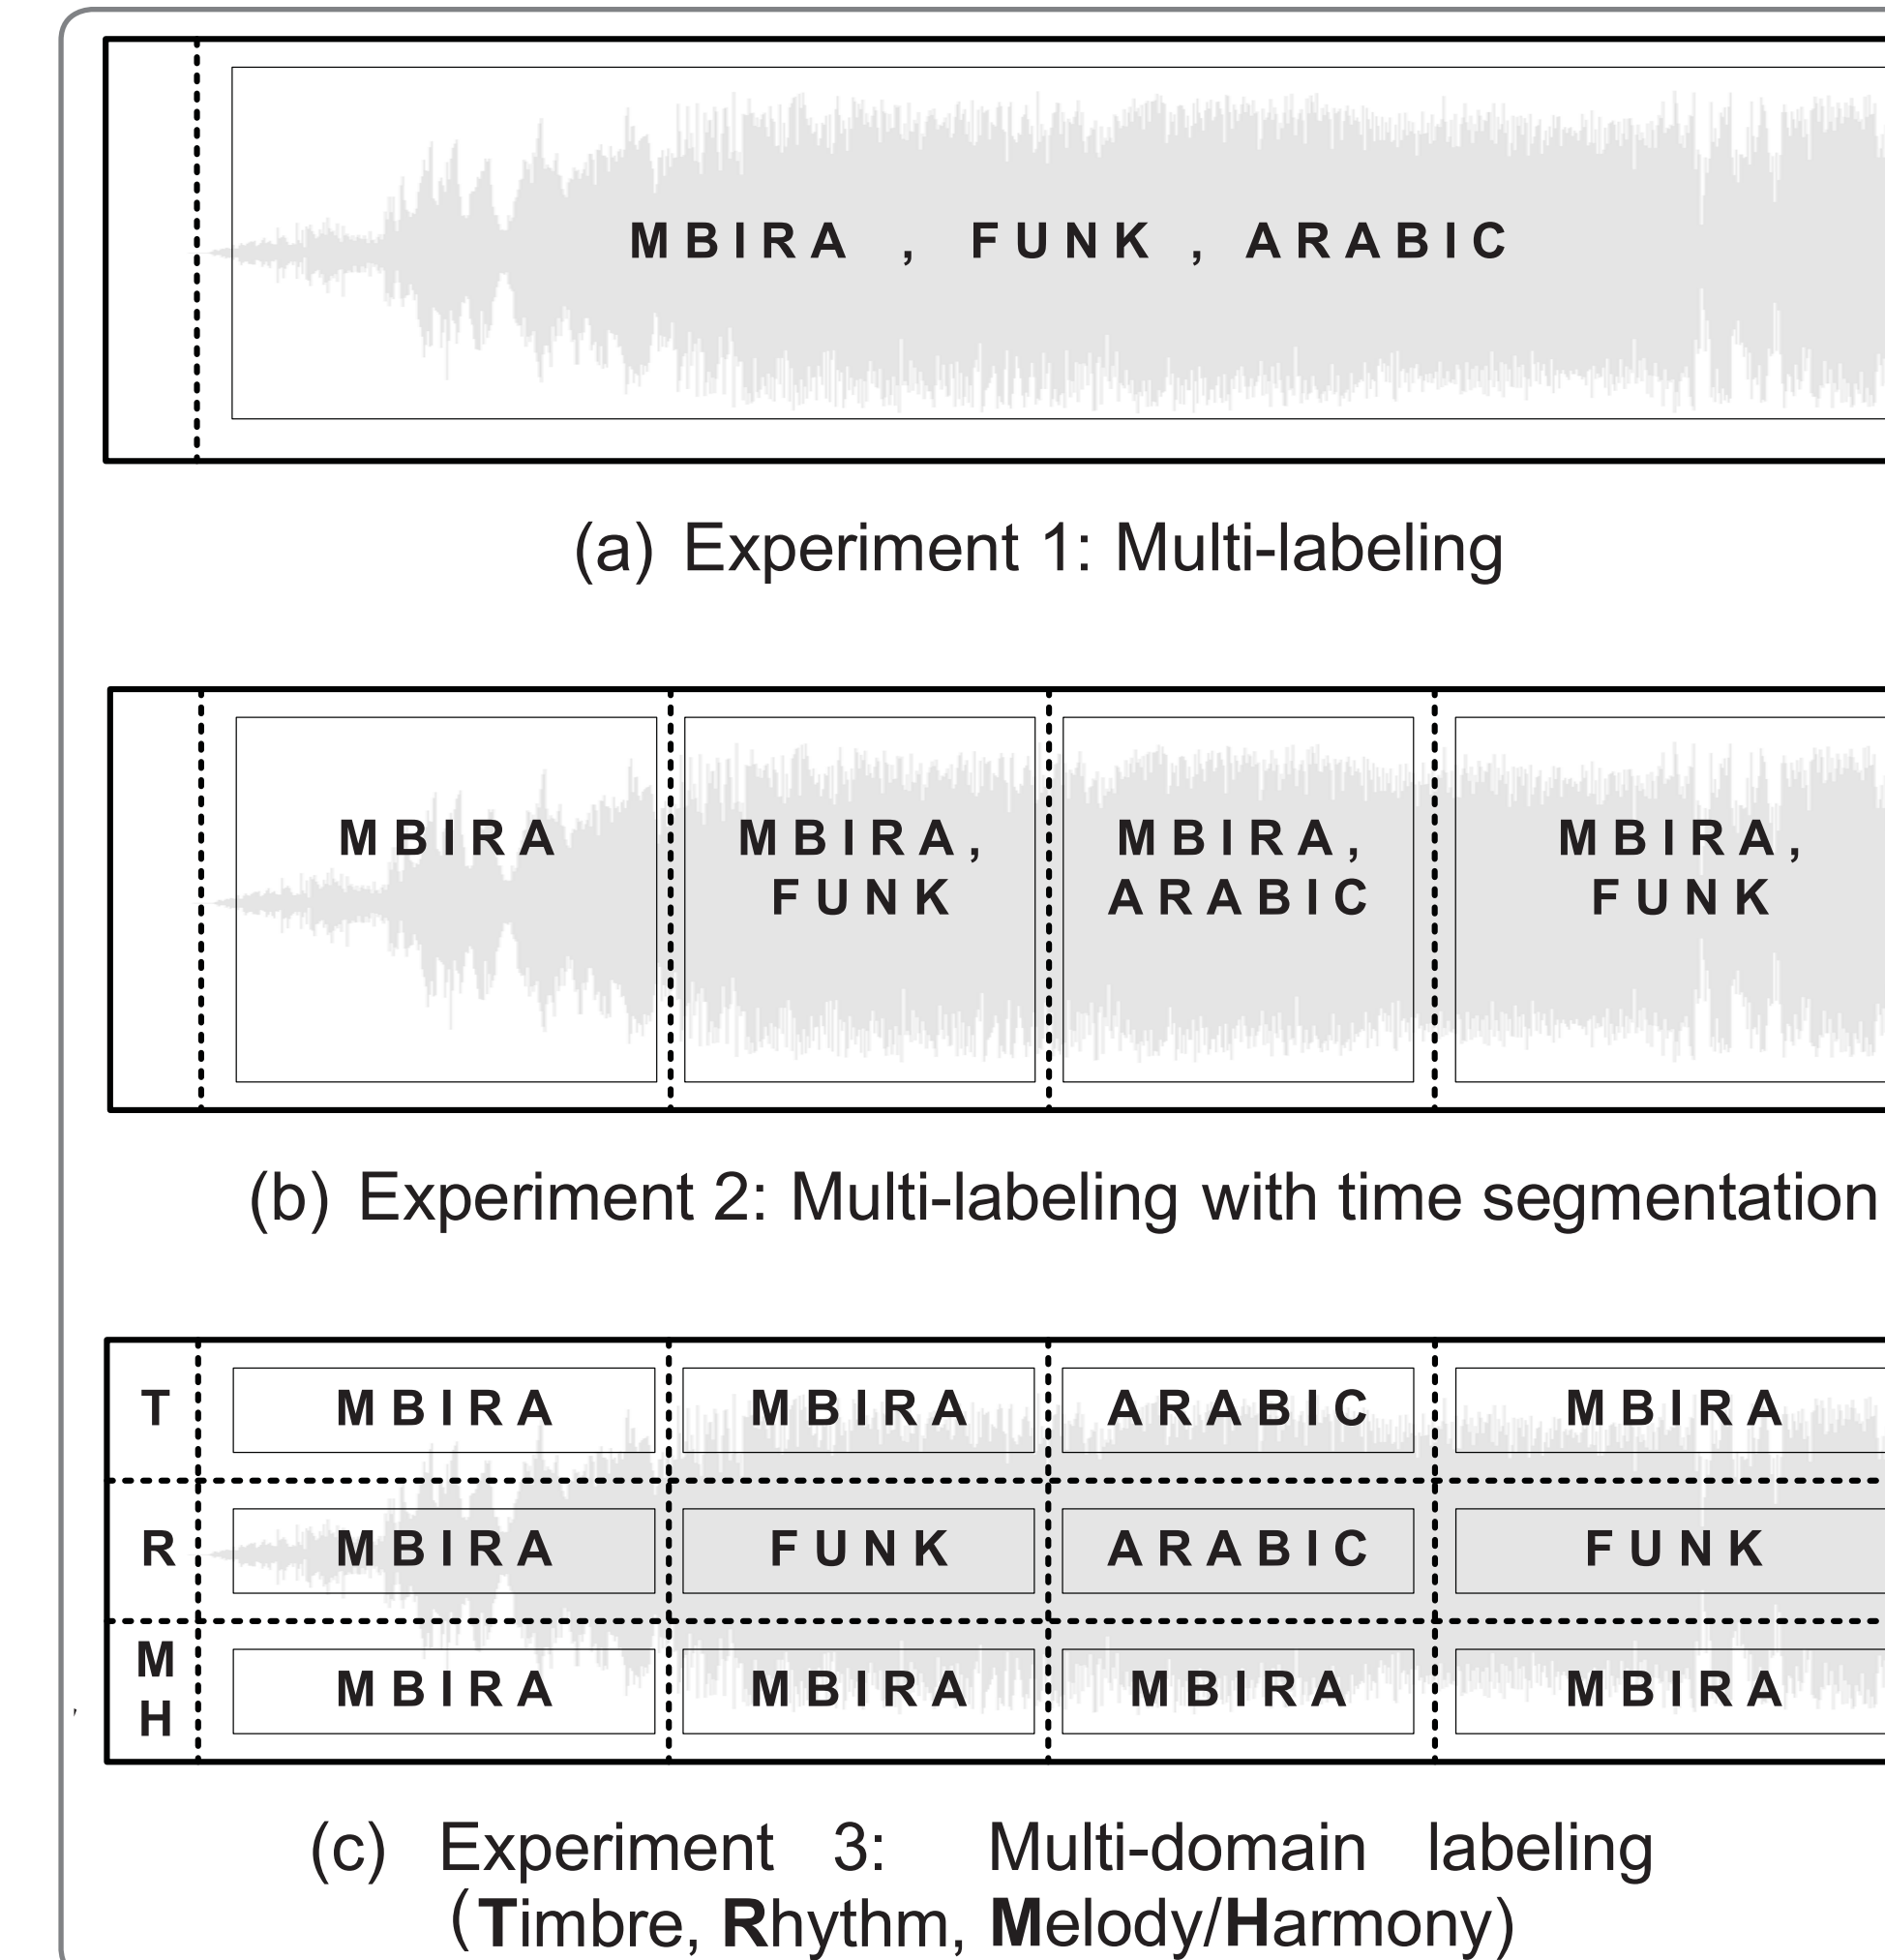 MBIRA , FUNK , ARABIC
(a) Experiment 1: Multi-labeling
MBIRA MBIRA, MBIRA, MBIRA,
FUNK ARABIC FUNK
(b) Experiment 2: Multi-labeling with time segmentation
T MBIRA MBIRA ARABIC MBIRA
R MBIRA FUNK ARABIC FUNK
M
H MBIRA MBIRA MBIRA MBIRA
(c) Experiment 3: Multi-domain labeling
(Timbre, Rhythm, Melody/Harmony)